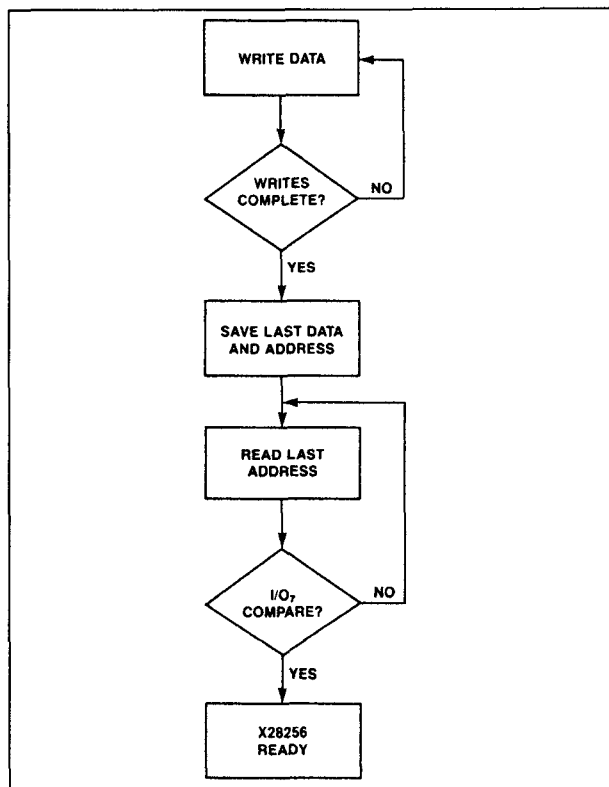 WRITE DATA
WRITES
COMPLETE?
NO
YES
SAVE LAST DATA
AND ADDRESS
READ LAST
ADDRESS
I/O₇
COMPARE?
NO
YES
X28256
READY